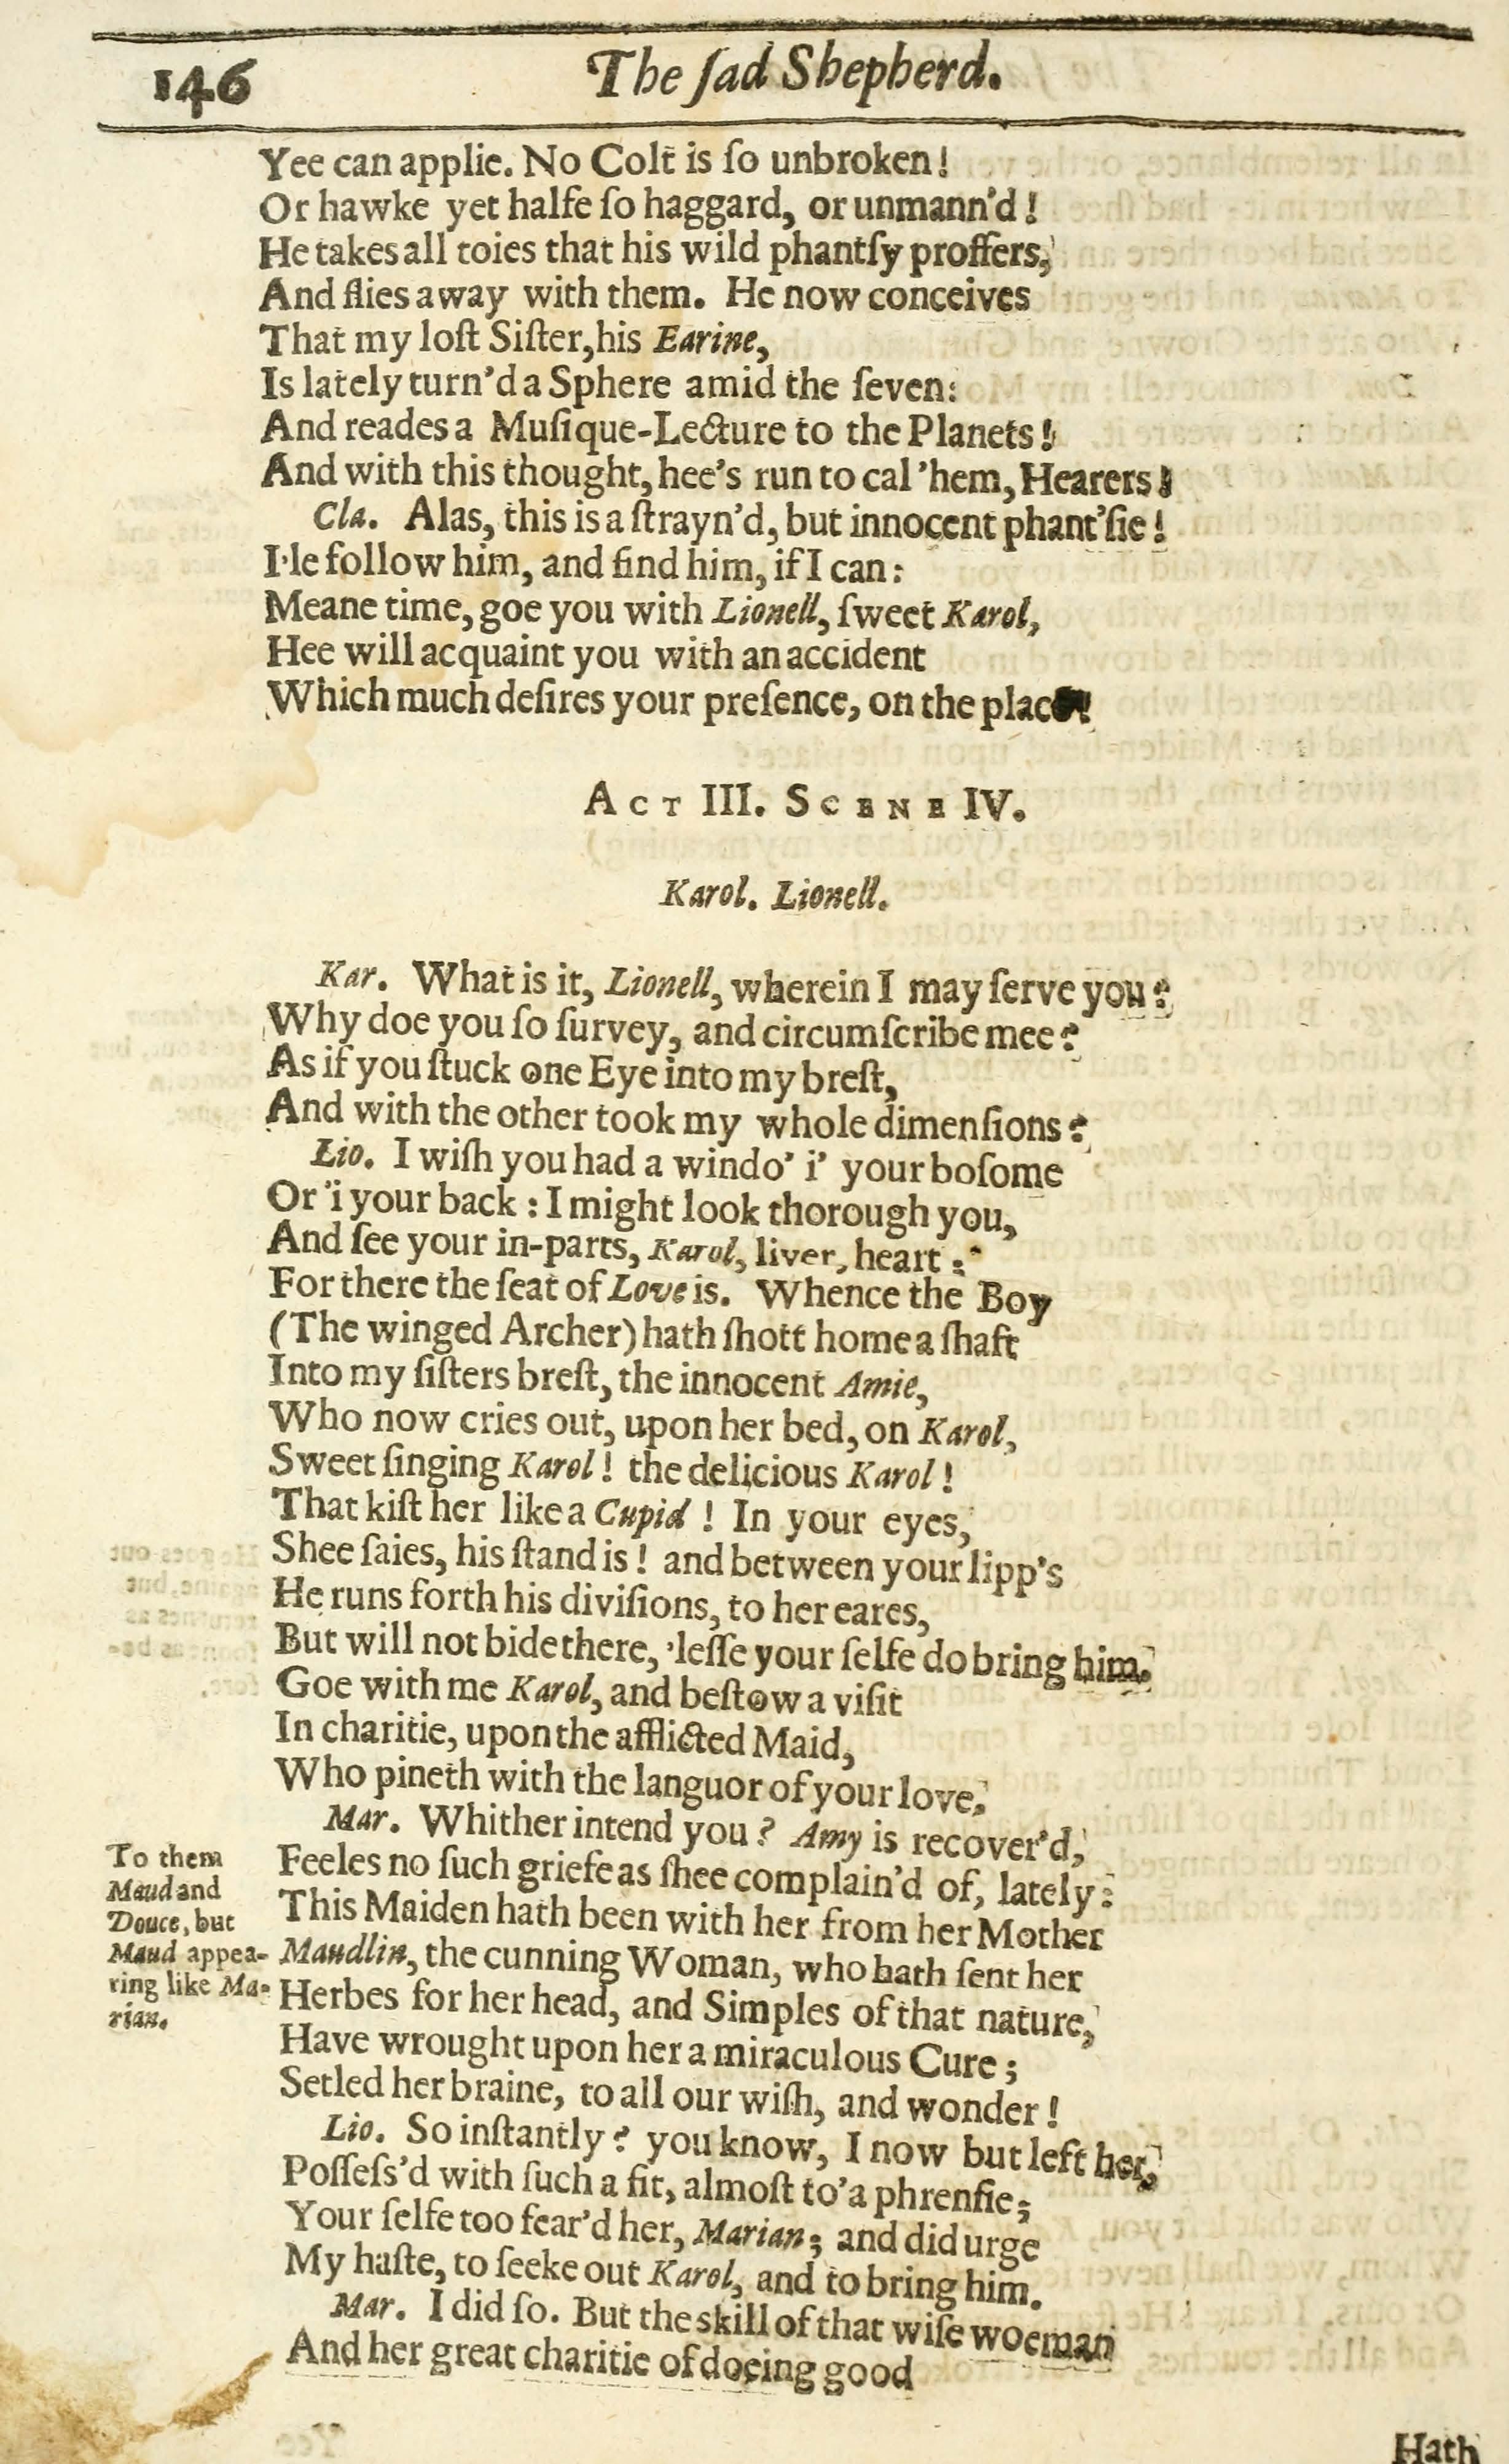 146
The ſad Shepherd.
Yee can applie. No Colt is ſo unbroken!
Or hawke yet halfe ſo haggard, or unmann'd!
He takes all toies that his wild phantſy proffers,
And flies away with them. He now conceives
That my loſt Siſter, his Earine,
Is lately turn'd a Sphere amid the ſeven:
And reades a Muſique-Lecture to the Planets!
And with this thought, hee's run to cal 'hem, Hearers!
Cla. Alas, this is a ſtrayn'd, but innocent phant'ſie!
I'le follow him, and find him, if I can:
Meane time, goe you with Lionell, ſweet Karol,
Hee will acquaint you with an accident
Which much deſires your preſence, on the place!
ACT III. SCENE IV.
Karol. Lionell.
Kar. What is it, Lionell, wherein I may ſerve you?
Why doe you ſo ſurvey, and circumſcribe mee?
As if you ſtuck one Eye into my breſt,
And with the other took my whole dimenſions?
Lio. I wiſh you had a windo' i' your boſome
Or 'i your back: I might look thorough you,
And ſee your in-parts, Karol, liver, heart;
For there the ſeat of Love is. Whence the Boy
(The winged Archer) hath ſhott home a ſhaft
Into my ſiſters breſt, the innocent Amie,
Who now cries out, upon her bed, on Karol,
Sweet ſinging Karol! the delicious Karol!
That kiſt her like a Cupid! In your eyes,
Shee ſaies, his ſtand is! and between your lipp's
He runs forth his diviſions, to her eares,
But will not bide there, 'leſſe your ſelfe do bring him.
Goe with me Karol, and beſtow a viſit
In charitie, upon the afflicted Maid,
Who pineth with the languor of your love.
Mar. Whither intend you? Amy is recover'd,
Feeles no ſuch griefe as ſhee complain'd of, lately:
This Maiden hath been with her from her Mother
Maudlin, the cunning Woman, who hath ſent her
Herbes for her head, and Simples of that nature,
Have wrought upon her a miraculous Cure;
Setled her braine, to all our wiſh, and wonder!
Lio. So inſtantly? you know, I now but left her,
Poſſeſs'd with ſuch a fit, almoſt to'a phrenſie;
Your ſelfe too fear'd her, Marian; and did urge
My haſte, to ſeeke out Karol, and to bring him.
Mar. I did ſo. But the skill of that wiſe woeman
And her great charitie of doeing good
To them
Maud and
Douce, but
Maud appea-
ring like Ma-
rian.
Hath